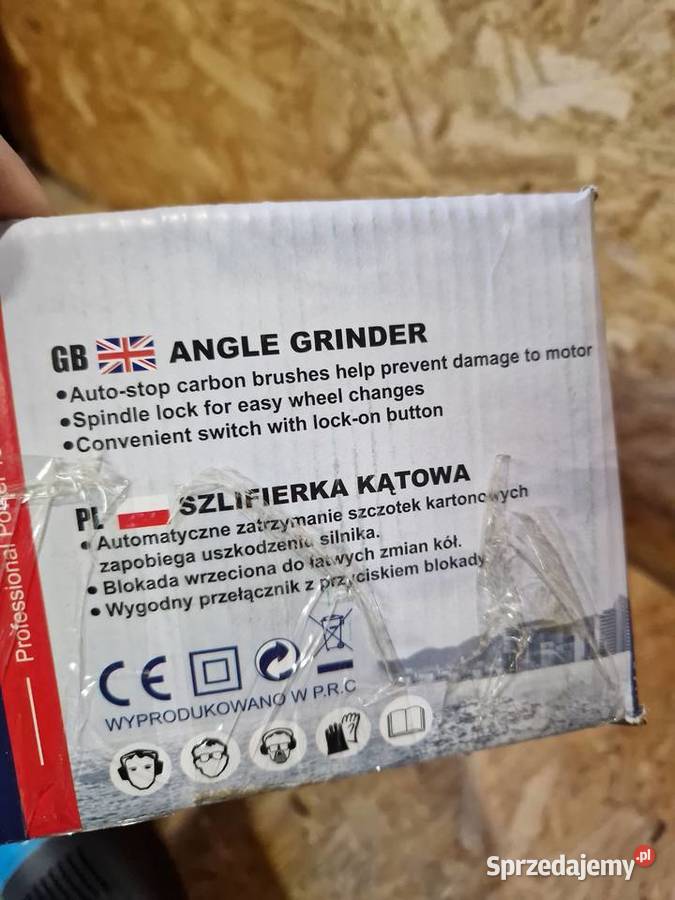 GB ANGLE GRINDER
•Auto-stop carbon brushes help prevent damage to motor
•Spindle lock for easy wheel changes
•Convenient switch with lock-on button
PL SZLIFIERKA KĄTOWA
• Automatyczne zatrzymanie szczotek kartonowych
zapobiega uszkodzeniu silnika.
• Blokada wrzeciona do łatwych zmian kół.
• Wygodny przełącznik z przyciskiem blokady
CE
WYPRODUKOWANO W P.R.C
Professional
Sprzedajemy.pl